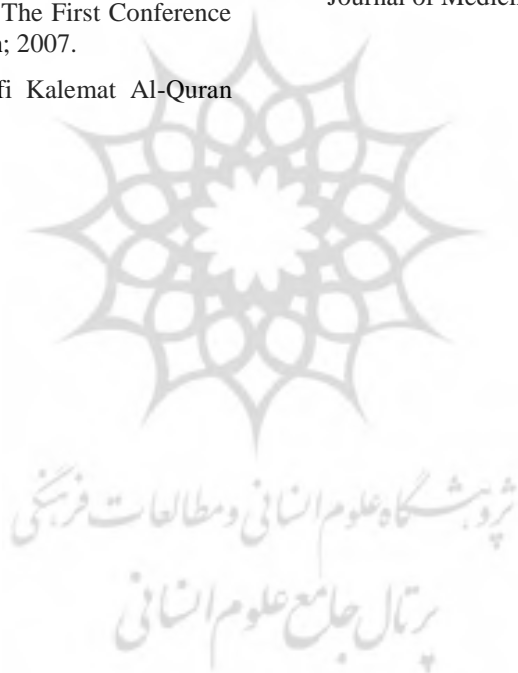 The First Conference
n; 2007.
fi Kalemat Al-Quran
Journal of Medicin
پژوهشگاه علوم انسانی و مطالعات فرهنگی
پرتال جامع علوم انسانی